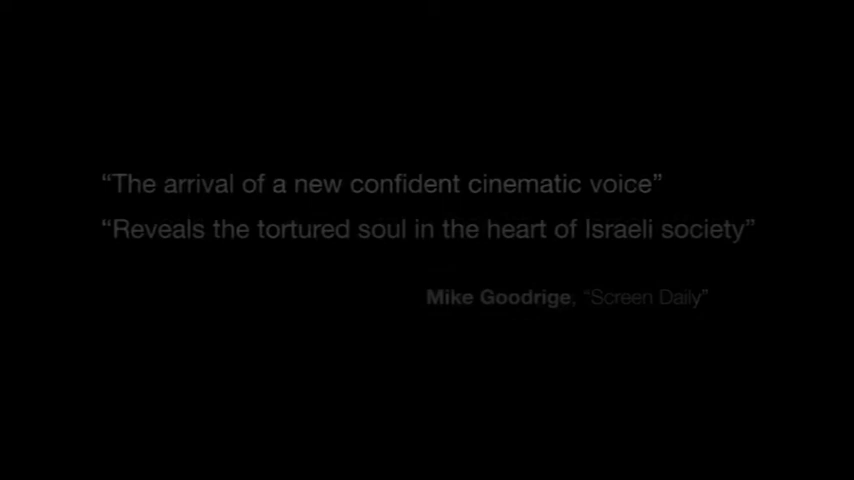 “The arrival of a new confident cinematic voice”
“Reveals the tortured soul in the heart of Israeli society”
Mike Goodrige, “Screen Daily”